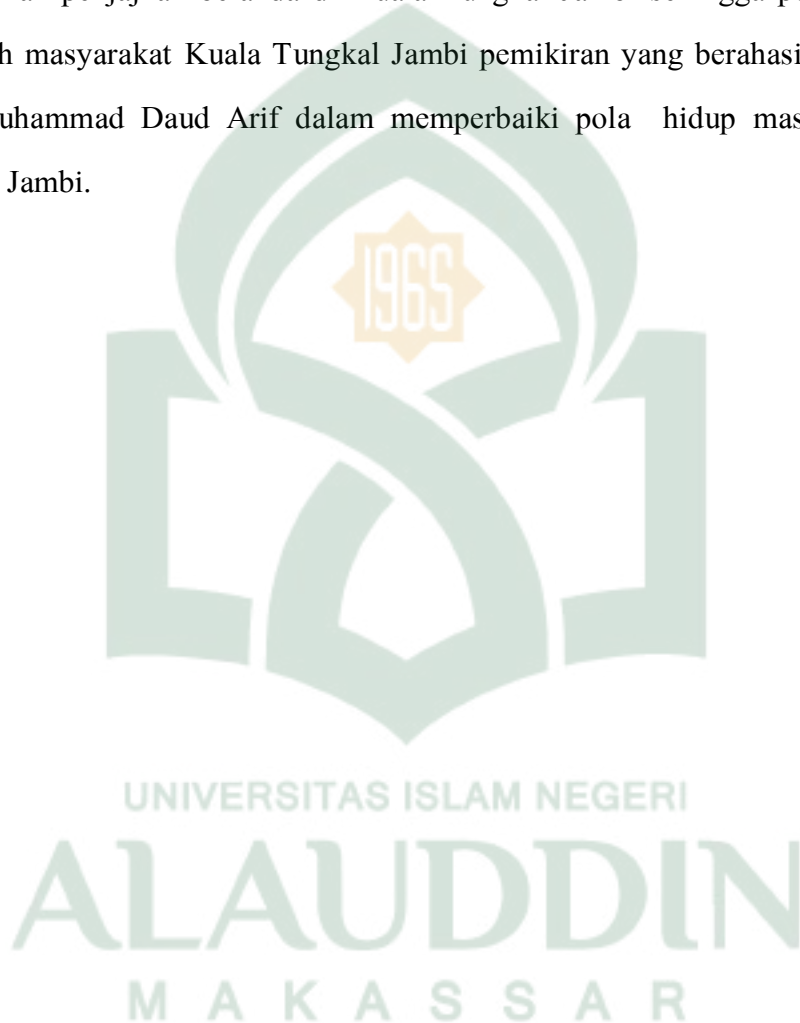 h masyarakat Kuala Tungkal Jambi pemikiran yang berahasi
uhammad Daud Arif dalam memperbaiki pola hidup mas
Jambi.
1965
UNIVERSITAS ISLAM NEGERI
ALAUDDIN
MAKASSAR